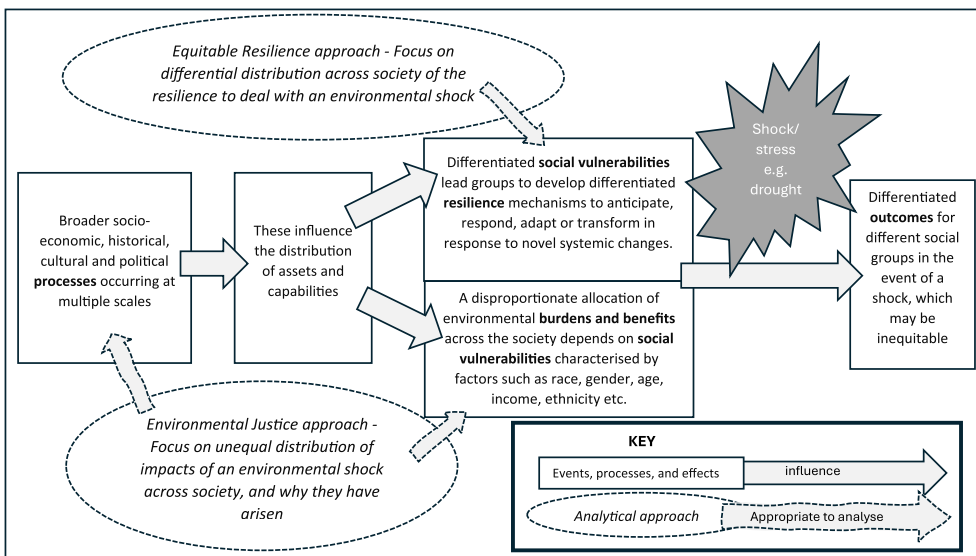 Equitable Resilience approach - Focus on
differential distribution across society of the
resilience to deal with an environmental shock
Broader socio-
economic, historical,
cultural and political
processes occurring at
multiple scales
These influence
the distribution
of assets and
capabilities
Differentiated social vulnerabilities
lead groups to develop differentiated
resilience mechanisms to anticipate,
respond, adapt or transform in
response to novel systemic changes.
A disproportionate allocation of
environmental burdens and benefits
across the society depends on social
vulnerabilities characterised by
factors such as race, gender, age,
income, ethnicity etc.
Shock/
stress
e.g.
drought
Differentiated
outcomes for
different social
groups in the
event of a
shock, which
may be
inequitable
Environmental Justice approach -
Focus on unequal distribution of
impacts of an environmental shock
across society, and why they have
arisen
KEY
Events, processes, and effects
influence
Analytical approach
Appropriate to analyse